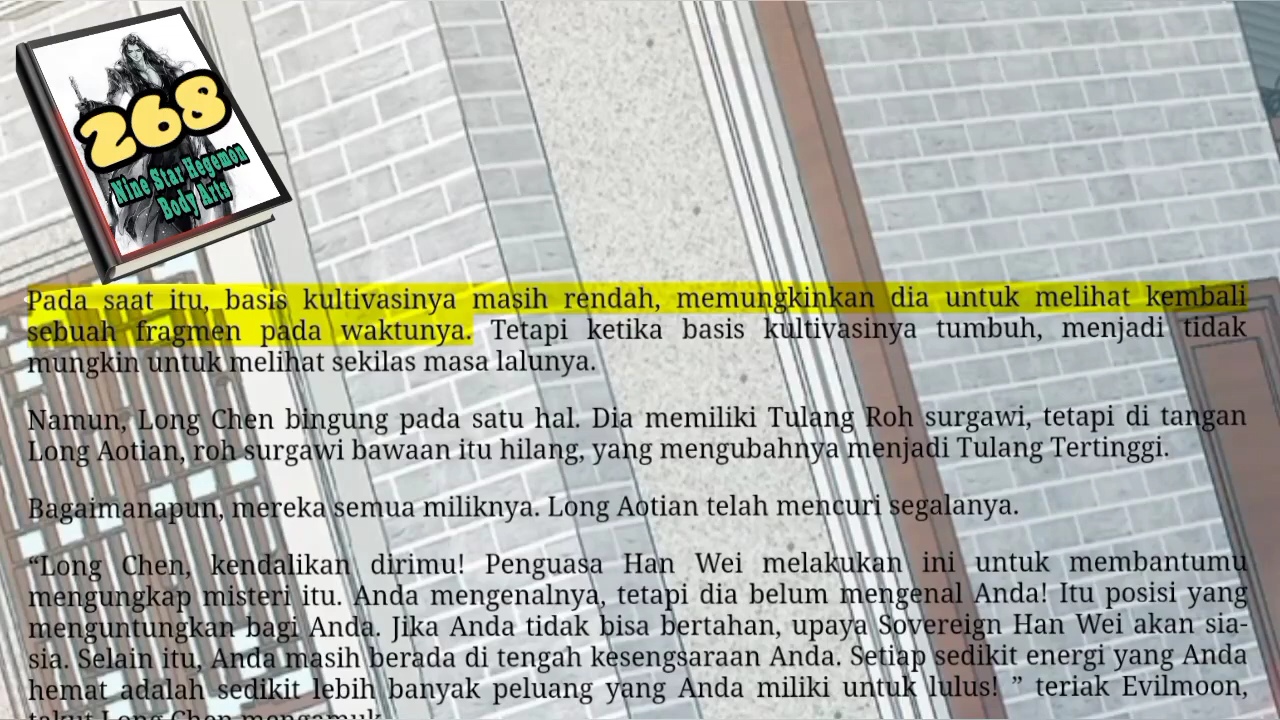 268
Nine Star Hegemon
Body Arts
Pada saat itu, basis kultivasinya masih rendah, memungkinkan dia untuk melihat kembali
sebuah fragmen pada waktunya. Tetapi ketika basis kultivasinya tumbuh, menjadi tidak
mungkin untuk melihat sekilas masa lalunya.
Namun, Long Chen bingung pada satu hal. Dia memiliki Tulang Roh surgawi, tetapi di tangan
Long Aotian, roh surgawi bawaan itu hilang, yang mengubahnya menjadi Tulang Tertinggi.
Bagaimanapun, mereka semua miliknya. Long Aotian telah mencuri segalanya.
“Long Chen, kendalikan dirimu! Penguasa Han Wei melakukan ini untuk membantumu
mengungkap misteri itu. Anda mengenalnya, tetapi dia belum mengenal Anda! Itu posisi yang
menguntungkan bagi Anda. Jika Anda tidak bisa bertahan, upaya Sovereign Han Wei akan sia-
sia. Selain itu, Anda masih berada di tengah kesengsaraan Anda. Setiap sedikit energi yang Anda
hemat adalah sedikit lebih banyak peluang yang Anda miliki untuk lulus! ” teriak Evilmoon,
takut Long Chen mengamuk.